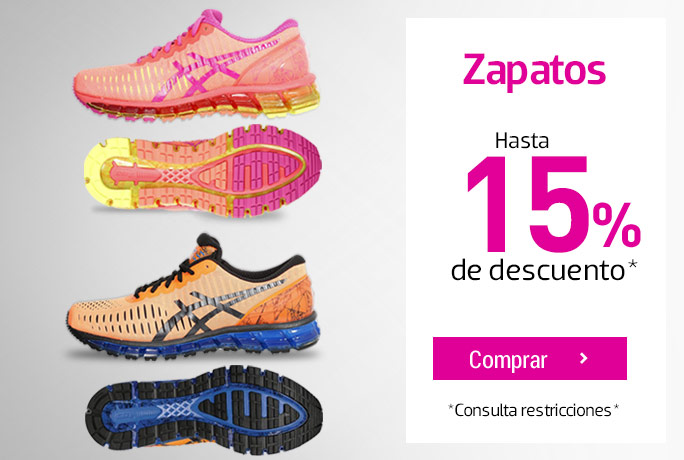 Zapatos
Hasta
15%
de descuento*
Comprar >
*Consulta restricciones*